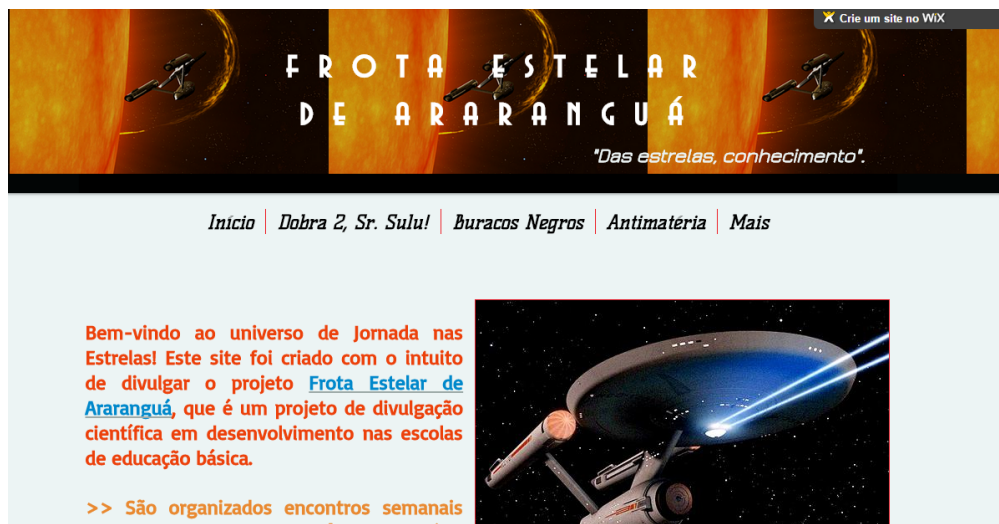 Crie um site no WiX
FROTA ESTELAR
DE ARARANGUÁ
"Das estrelas, conhecimento".
Início Dobra 2, Sr. Sulu! Buracos Negros Antimatéria Mais
Bem-vindo ao universo de Jornada nas
Estrelas! Este site foi criado com o intuito
de divulgar o projeto Frota Estelar de
Araranguá, que é um projeto de divulgação
científica em desenvolvimento nas escolas
de educação básica.
>> São organizados encontros semanais